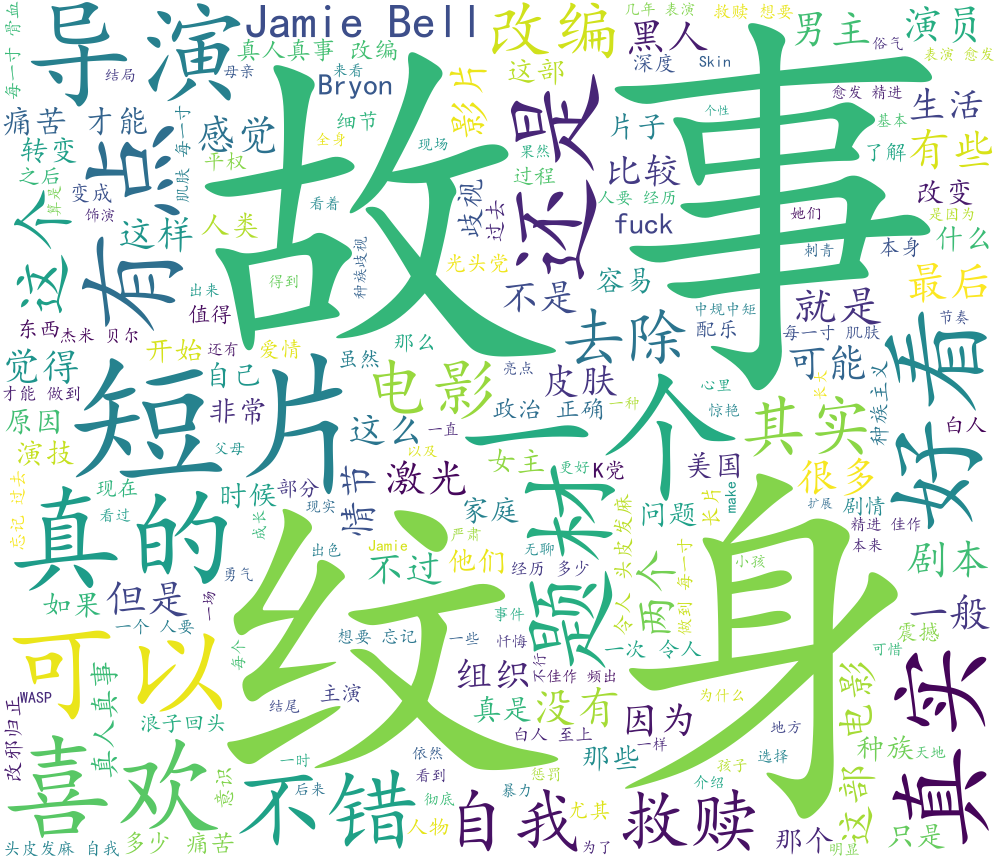 导演
Jamie Bell
改编
几年 表演
救赎 想要
黑人
男主
演员
俗气
表演 愈发
每一寸 骨血
真人真事 改编
结局
母亲
来看
Bryon
影片
这部
深度
Skin
愈发 精进
生活
痛苦
才能
感觉
细节
全身
现场
还是
片子
个性
基本
有些
转变
之后
平权
肌肤 每一寸
果然
过程
比较
了解
改变
变成
算是
饰演
这个
有点
这样
人类
看着
歧视
过去
人要 经历
fuck
她们
刺青
本身
是因为
什么
故事
种族歧视
得到
光头党
容易
不是
中规中矩
配乐
就是
最后
出来
值得
东西
杰米 贝尔
开始
还有
爱情
虽然
那么
去除
每一寸 肌肤
可能
节奏
好看
觉得
才能 做到
自己
电影
亮点
皮肤
心里
长大
种族主义
原因
非常
短片
政治 正确
一种
惊艳
一个
其实
白人
演技
父母
这么
一直
以及
女主
更好
K党
美国
很多
真的
现在
看过
忘记 过去
时候
部分
情节
激光
家庭
题材
问题
长片
make
扩展
剧情
精进 佳作
本来
成长
现实
严肃
出色
Jamie
无聊
头皮发麻
每一寸
小孩
剧本
如果
但是
勇气
不过
他们
经历 多少
令人
两个
做到
一般
一场
一个 人要
纹身
想要 忘记
一些
事件
忏悔
不行
不佳作 频出
一次 令人
震撼
可惜
可以
每个
组织
真实
WASP
改邪归正
真人真事
浪子回头
结尾
主演
真是
没有
因为
为什么
电影
白人 至上
一样
地方
那些
种族
天地
喜欢
意识
一时
依然
看到
惩罚
孩子
介绍
选择
不错
后来
彻底
暴力
人物
自我
尤其
救赎
这部
只是
那个
明显
头皮发麻 自我
多少 痛苦
为了